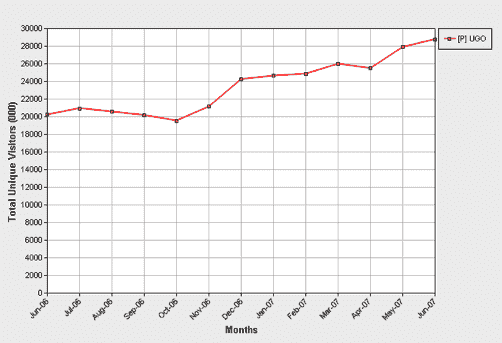 30000
28000
26000
24000
22000
20000
18000
16000
14000
12000
10000
8000
6000
4000
2000
0
Total Unique Visitors (000)
[P] UGO
Jun-06
Jul-06
Aug-06
Sep-06
Oct-06
Nov-06
Dec-06
Jan-07
Feb-07
Mar-07
Apr-07
May-07
Jun-07
Months